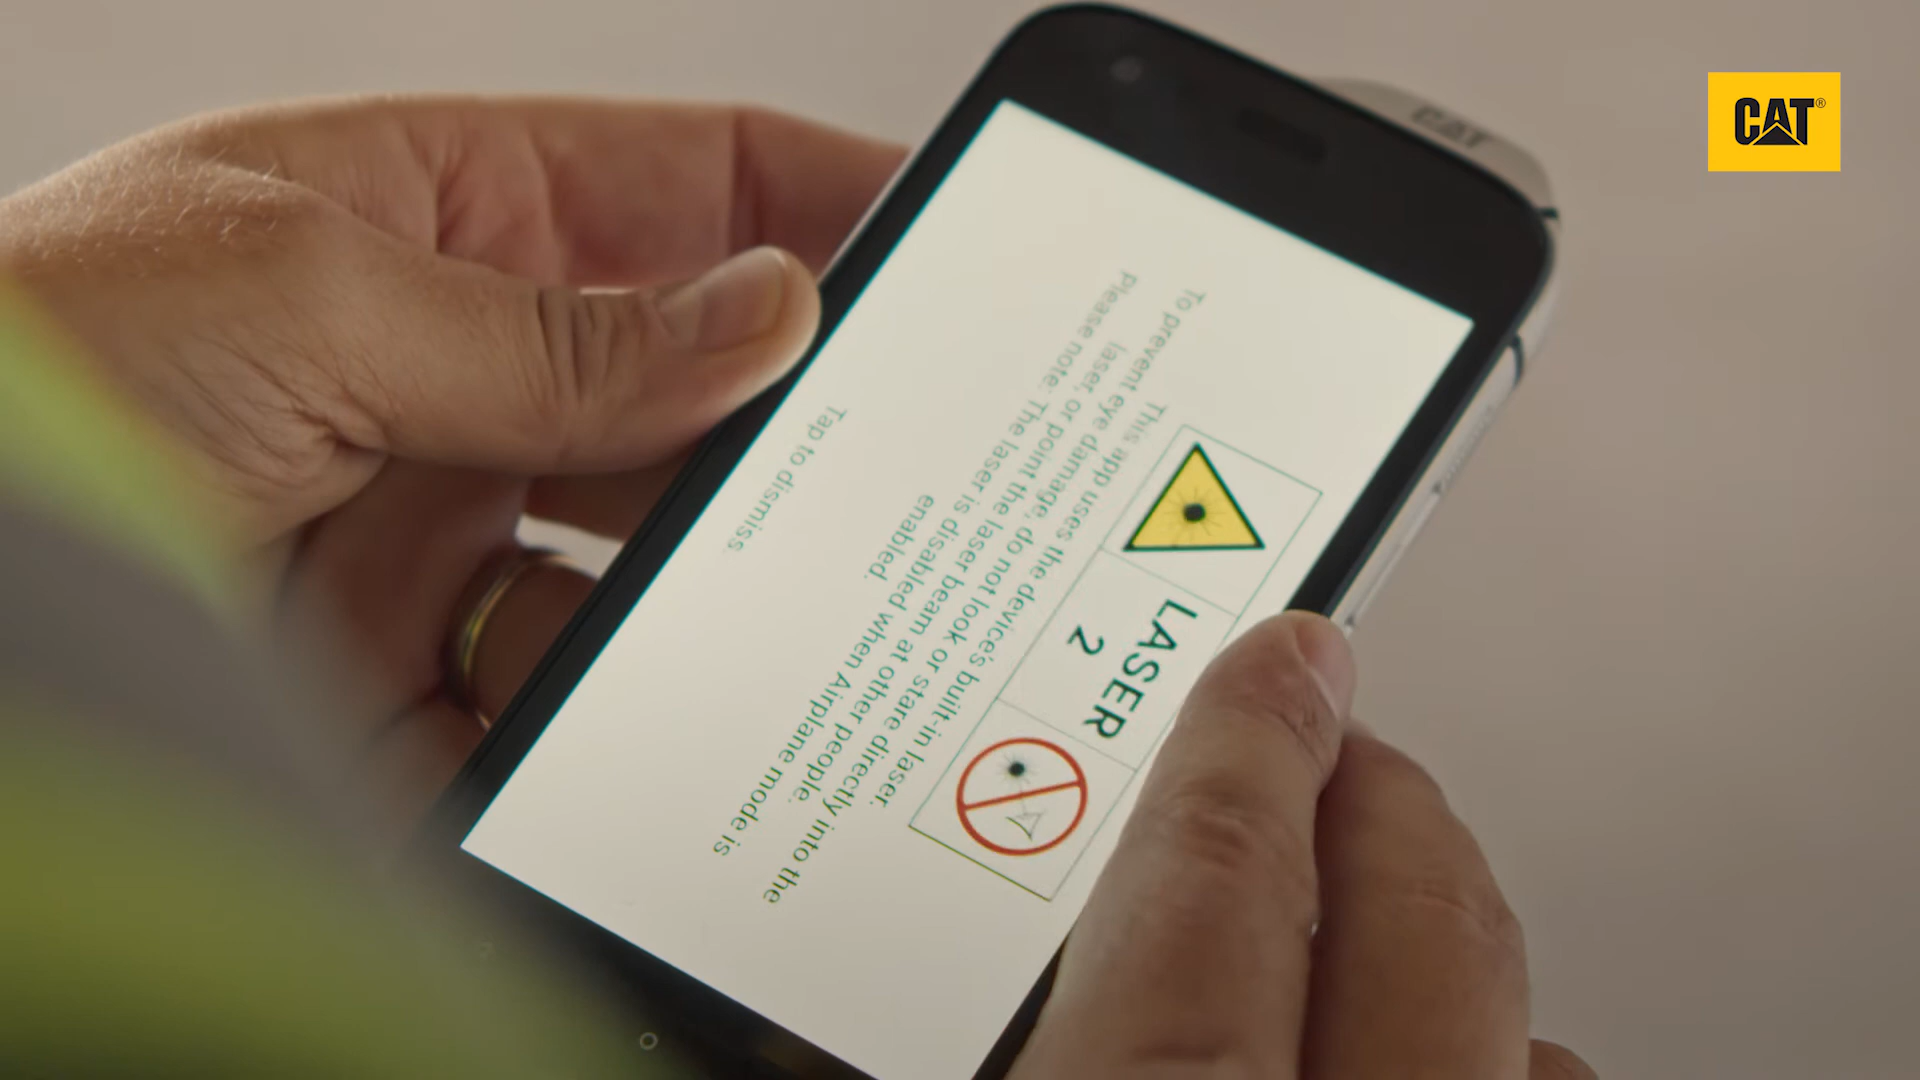 CAT®
CAT
LASER
2
This app uses the device's built-in laser.
To prevent eye damage, do not look or stare directly into the
laser, or point the laser beam at other people.
Please note: The laser is disabled when Airplane mode is
enabled.
Tap to dismiss.